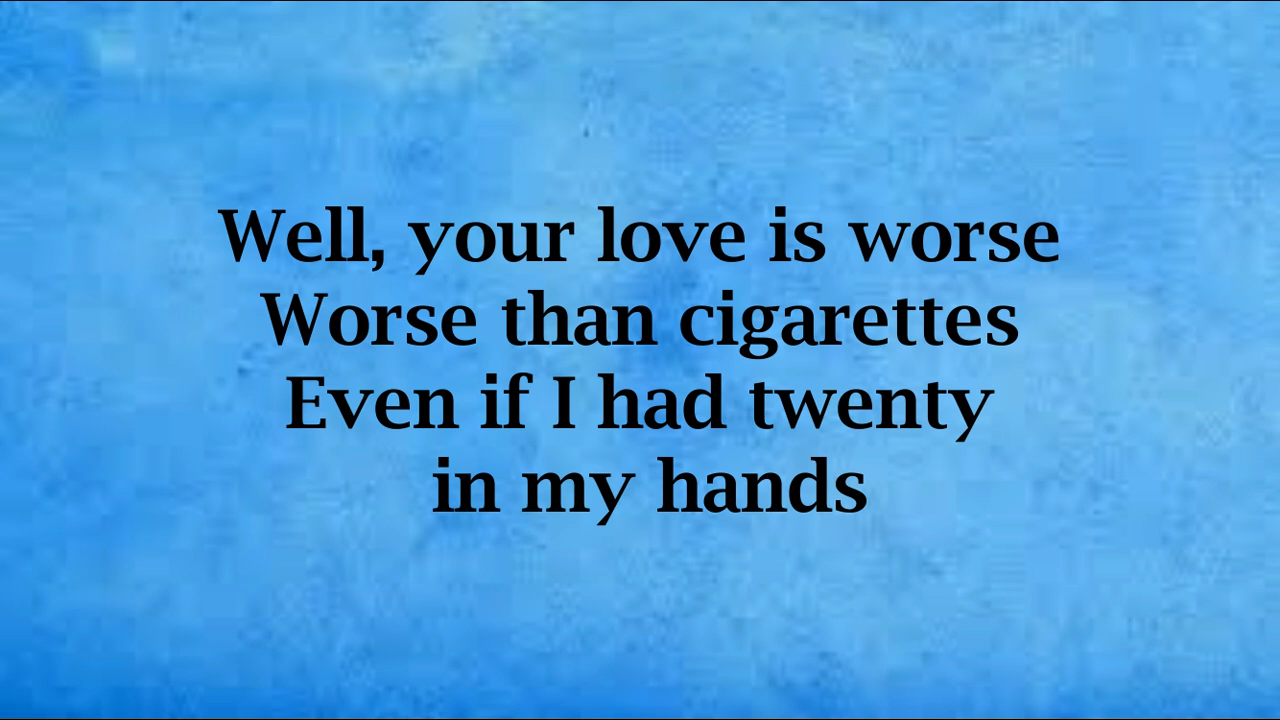 Well, your love is worse
Worse than cigarettes
Even if I had twenty
in my hands